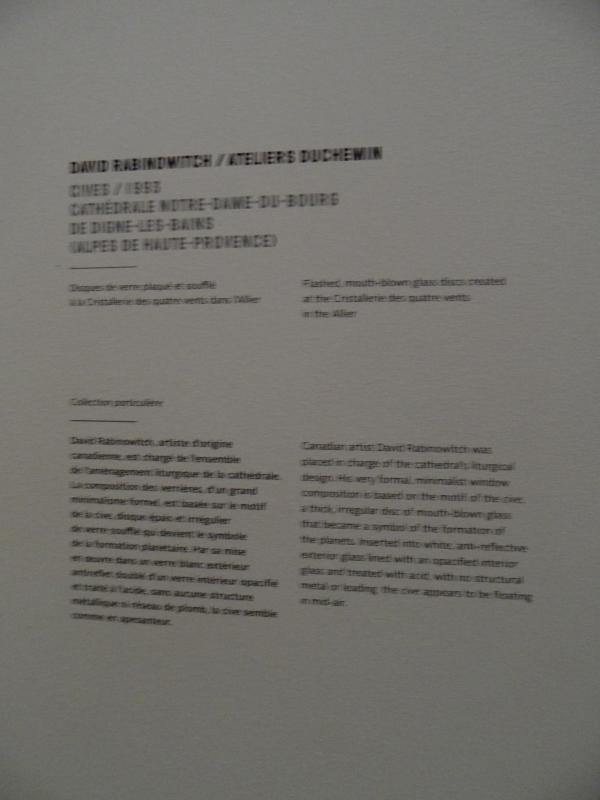 DAVID RABINOWITCH / ATELIERS DUCHEMIN
CIVES / 1993
CATHÉDRALE NOTRE-DAME-DU-BOURG
DE DIGNE-LES-BAINS
(ALPES DE HAUTE-PROVENCE)
Disques de verre plaqué et soufflé
à la Cristallerie des quatre vents dans l'Allier
Flashed, mouth-blown glass discs created
at the Cristallerie des quatre vents
in the Allier
Collection particulière
David Rabinowitch, artiste d'origine
canadienne, est chargé de l'ensemble
de l'aménagement liturgique de la cathédrale.
La composition des verrières, d'un grand
minimalisme formel, est basée sur le motif
de la cive, disque épais et irrégulier
de verre soufflé qui devient le symbole
de la formation planétaire. Par sa mise
en œuvre dans un verre blanc extérieur
antireflet doublé d'un verre intérieur opacifié
et traité à l'acide, sans aucune structure
métallique ni réseau de plomb, la cive semble
comme en apesanteur.
Canadian artist David Rabinowitch was
placed in charge of the cathedral's liturgical
design. His very formal, minimalist window
composition is based on the motif of the cive,
a thick, irregular disc of mouth-blown glass
that became a symbol of the formation of
the planets. Inserted into white, anti-reflective
exterior glass lined with an opacified interior
glass and treated with acid, with no structural
metal or leading, the cive appears to be floating
in mid-air.